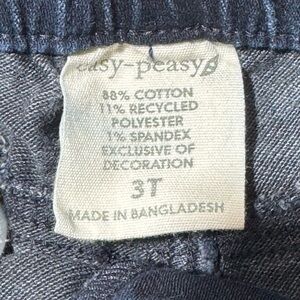 easy-peasy
88% COTTON
11% RECYCLED
POLYESTER
1% SPANDEX
EXCLUSIVE OF
DECORATION
3T
MADE IN BANGLADESH